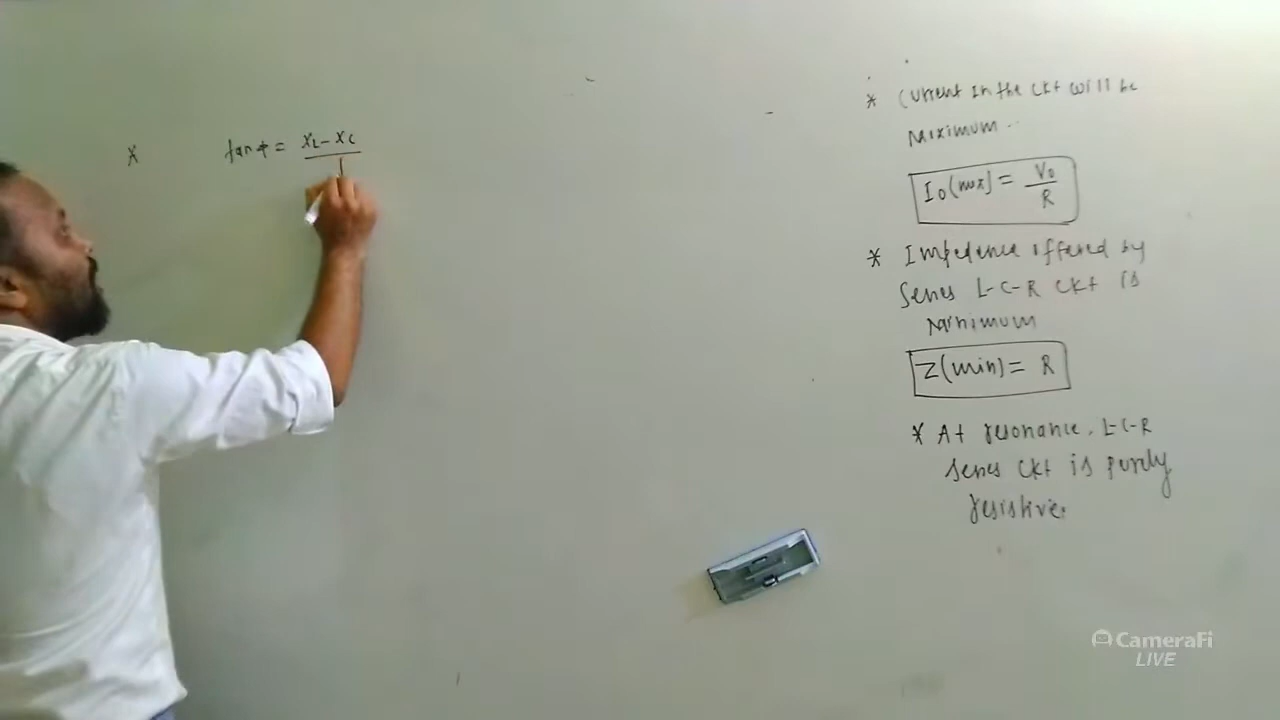 * tanϕ = XL - XC
* Current in the ckt will be
Maximum
I0(max) = V0/R
* Impedence offered by
Series L-C-R ckt is
Minimum
Z(min) = R
* At resonance, L-C-R
series ckt is purely
resistive.
CameraFi
LIVE